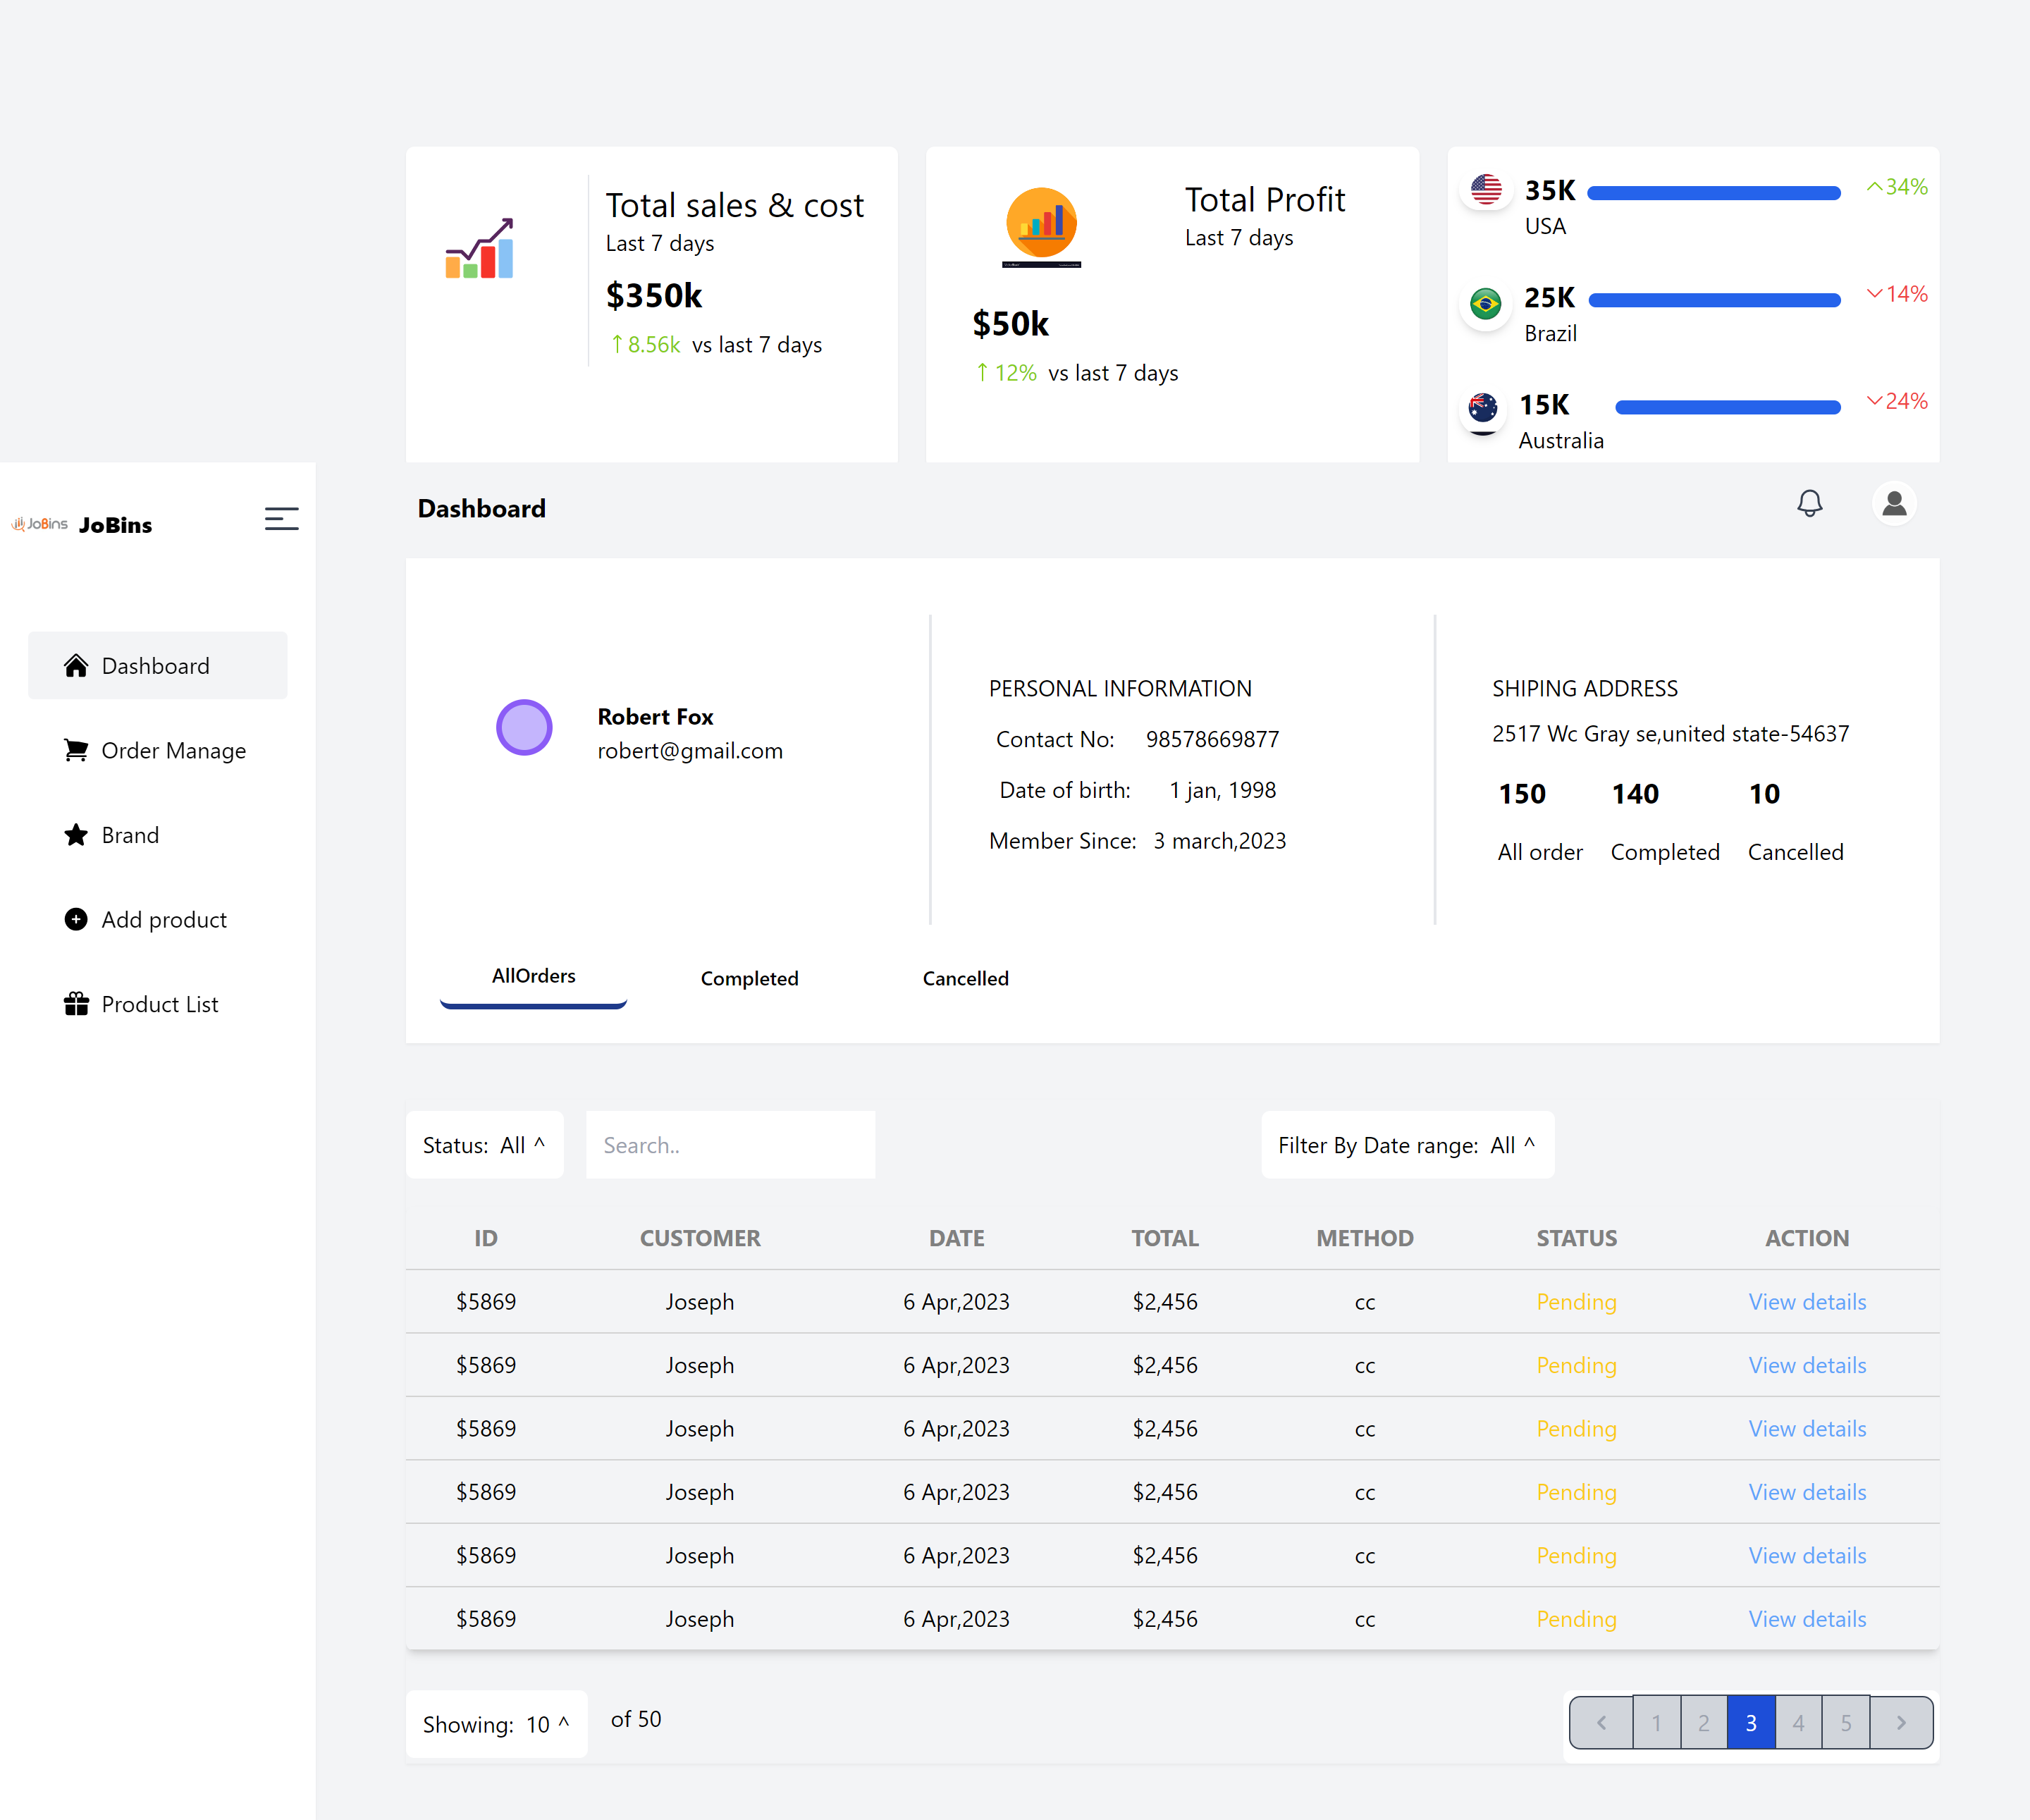 Total sales & cost
Last 7 days
$350k
↑ 8.56k vs last 7 days
Total Profit
Last 7 days
$50k
↑ 12% vs last 7 days
35K 34%
USA
25K 14%
Brazil
15K 24%
Australia
JoBins JoBins
Dashboard
Dashboard
Order Manage
Brand
Add product
Product List
Robert Fox
robert@gmail.com
PERSONAL INFORMATION
Contact No: 98578669877
Date of birth: 1 jan, 1998
Member Since: 3 march,2023
SHIPING ADDRESS
2517 Wc Gray se,united state-54637
150 140 10
All order Completed Cancelled
AllOrders Completed Cancelled
Status: All ^ Search.. Filter By Date range: All ^
ID CUSTOMER DATE TOTAL METHOD STATUS ACTION
$5869 Joseph 6 Apr,2023 $2,456 cc Pending View details
$5869 Joseph 6 Apr,2023 $2,456 cc Pending View details
$5869 Joseph 6 Apr,2023 $2,456 cc Pending View details
$5869 Joseph 6 Apr,2023 $2,456 cc Pending View details
$5869 Joseph 6 Apr,2023 $2,456 cc Pending View details
$5869 Joseph 6 Apr,2023 $2,456 cc Pending View details
Showing: 10 ^ of 50 1 2 3 4 5